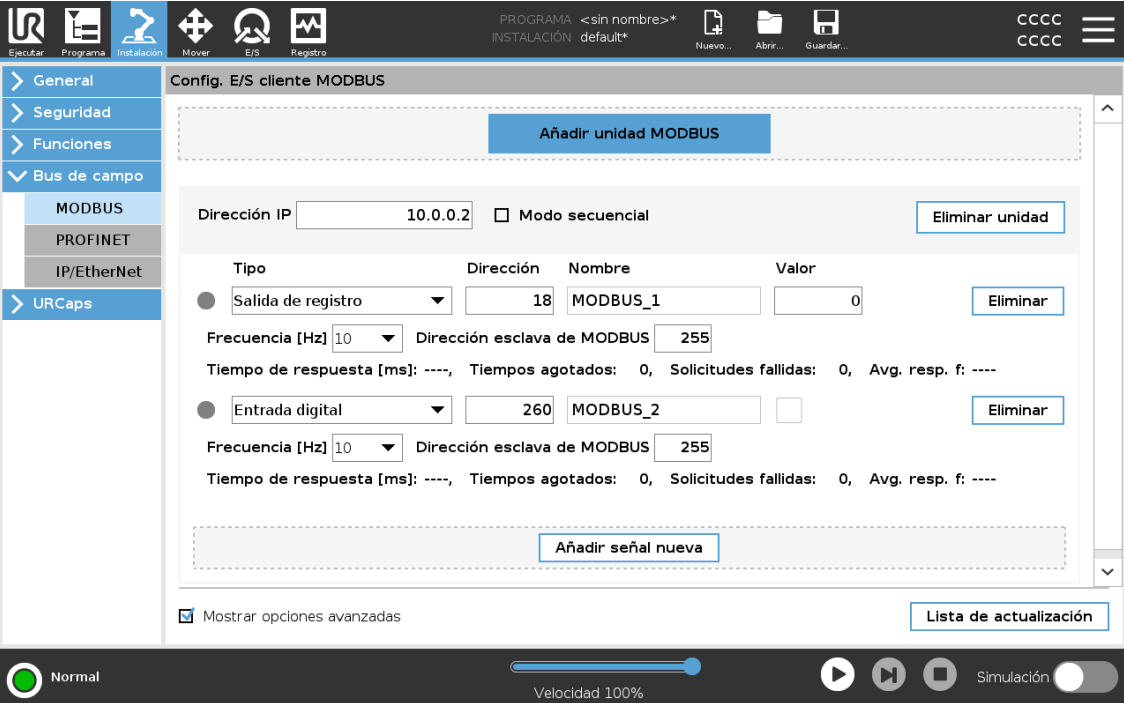 PROGRAMA <sin nombre>*
INSTALACIÓN default*
CCCC
CCCC
Ejecutar Programa Instalación Mover E/S Registro Nuevo... Abrir... Guardar...
General
Config. E/S cliente MODBUS
Seguridad
Añadir unidad MODBUS
Funciones
Bus de campo
MODBUS
Dirección IP 10.0.0.2 Modo secuencial Eliminar unidad
PROFINET
IP/EtherNet
Tipo Dirección Nombre Valor
URCaps
Salida de registro 18 MODBUS_1 0 Eliminar
Frecuencia [Hz] 10 Dirección esclava de MODBUS 255
Tiempo de respuesta [ms]: ----, Tiempos agotados: 0, Solicitudes fallidas: 0, Avg. resp. f: ----
Entrada digital 260 MODBUS_2 Eliminar
Frecuencia [Hz] 10 Dirección esclava de MODBUS 255
Tiempo de respuesta [ms]: ----, Tiempos agotados: 0, Solicitudes fallidas: 0, Avg. resp. f: ----
Añadir señal nueva
Mostrar opciones avanzadas Lista de actualización
Normal
Velocidad 100%
Simulación